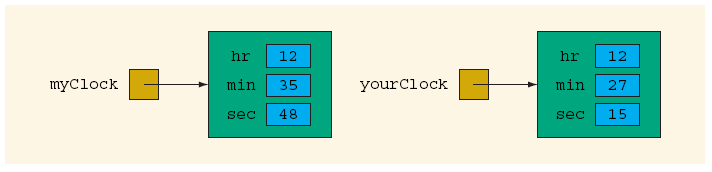 hr 12
myClock min 35
sec 48
hr 12
yourClock min 27
sec 15